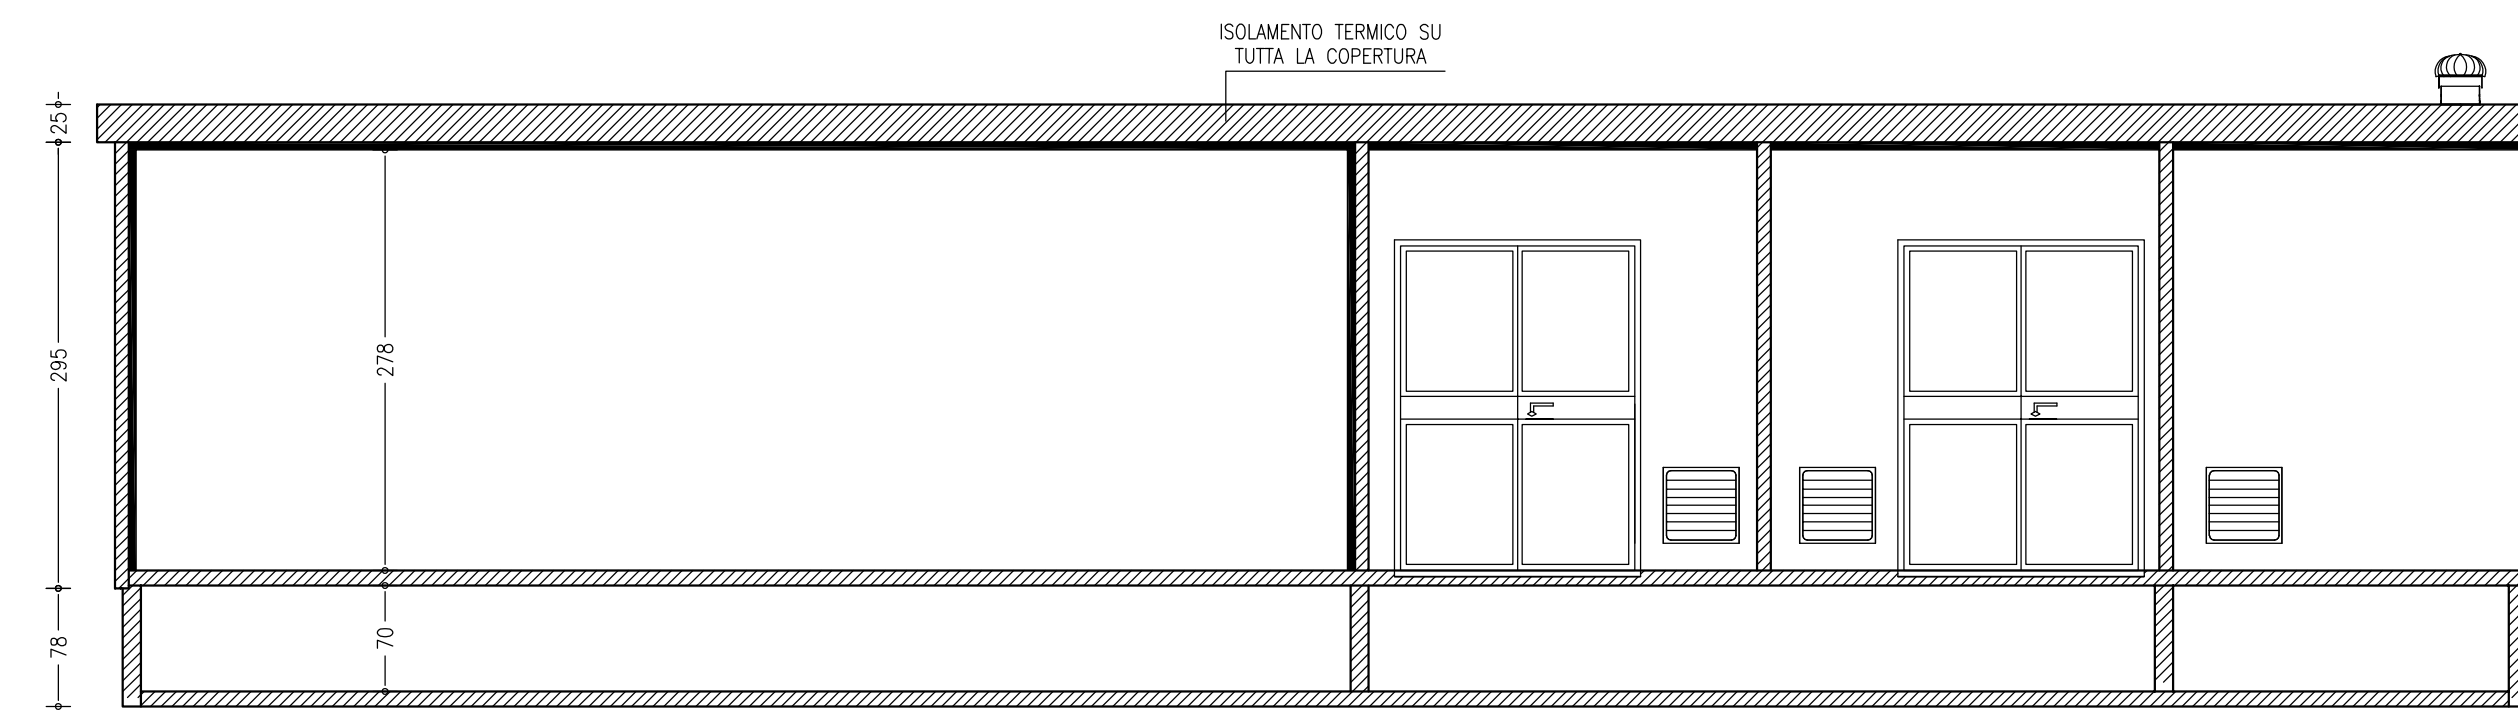 ISOLAMENTO TERMICO SU
TUTTA LA COPERTURA
25
295
278
78
70